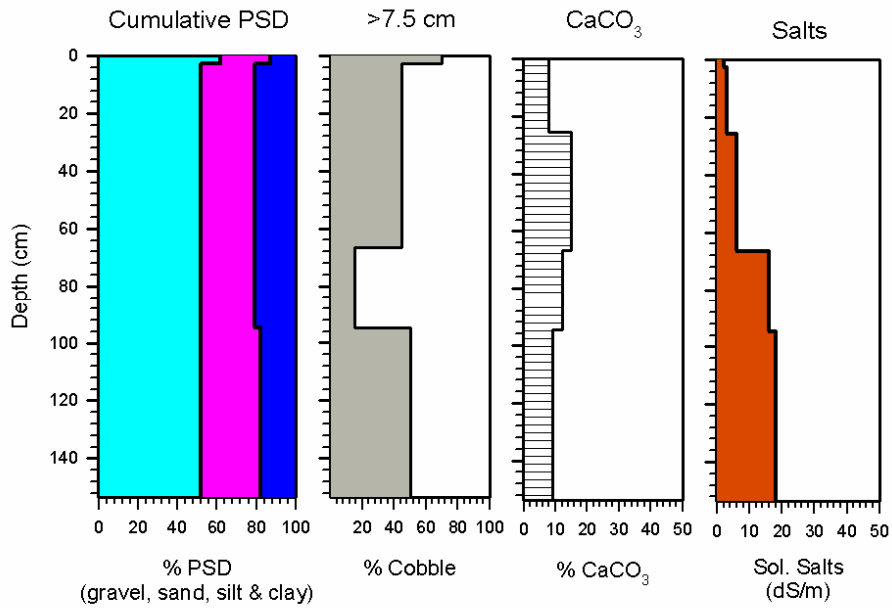 Cumulative PSD
>7.5 cm
CaCO3
Salts
Depth (cm)
0
20
40
60
80
100
120
140
0 20 40 60 80 100
0 20 40 60 80 100
0 10 20 30 40 50
0 10 20 30 40 50
% PSD
(gravel, sand, silt & clay)
% Cobble
% CaCO3
Sol. Salts
(dS/m)